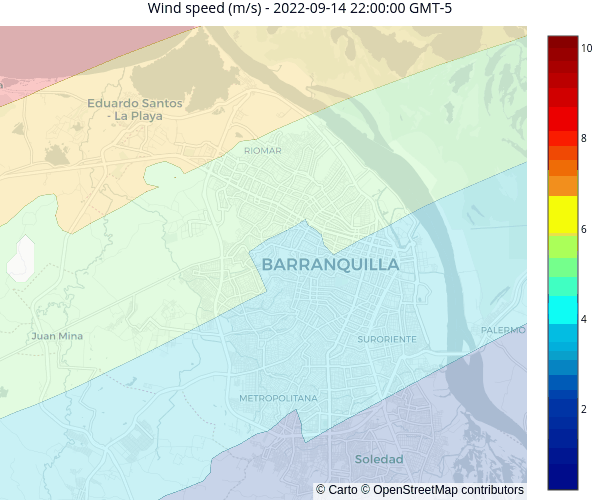 Wind speed (m/s) - 2022-09-14 22:00:00 GMT-5
10
Eduardo Santos
- La Playa
RIOMAR
8
6
BARRANQUILLA
4
Juan Mina
SURORIENTE
PALERMO
METROPOLITANA
2
Soledad
© Carto © OpenStreetMap contributors